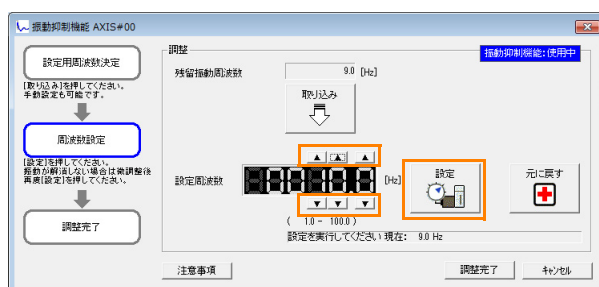 振動抑制機能 AXIS#00
設定用周波数決定
[取り込み]を押してください。
手動設定も可能です。
周波数設定
[設定]を押してください。
振動が解消しない場合は微調整後
再度[設定]を押してください。
調整完了
調整
振動抑制機能:使用中
残留振動周波数 9.0 [Hz]
取り込み
設定周波数 [Hz]
( 1.0 - 100.0 )
設定
元に戻す
設定を実行してください 現在: 9.0 Hz
注意事項
調整完了
キャンセル